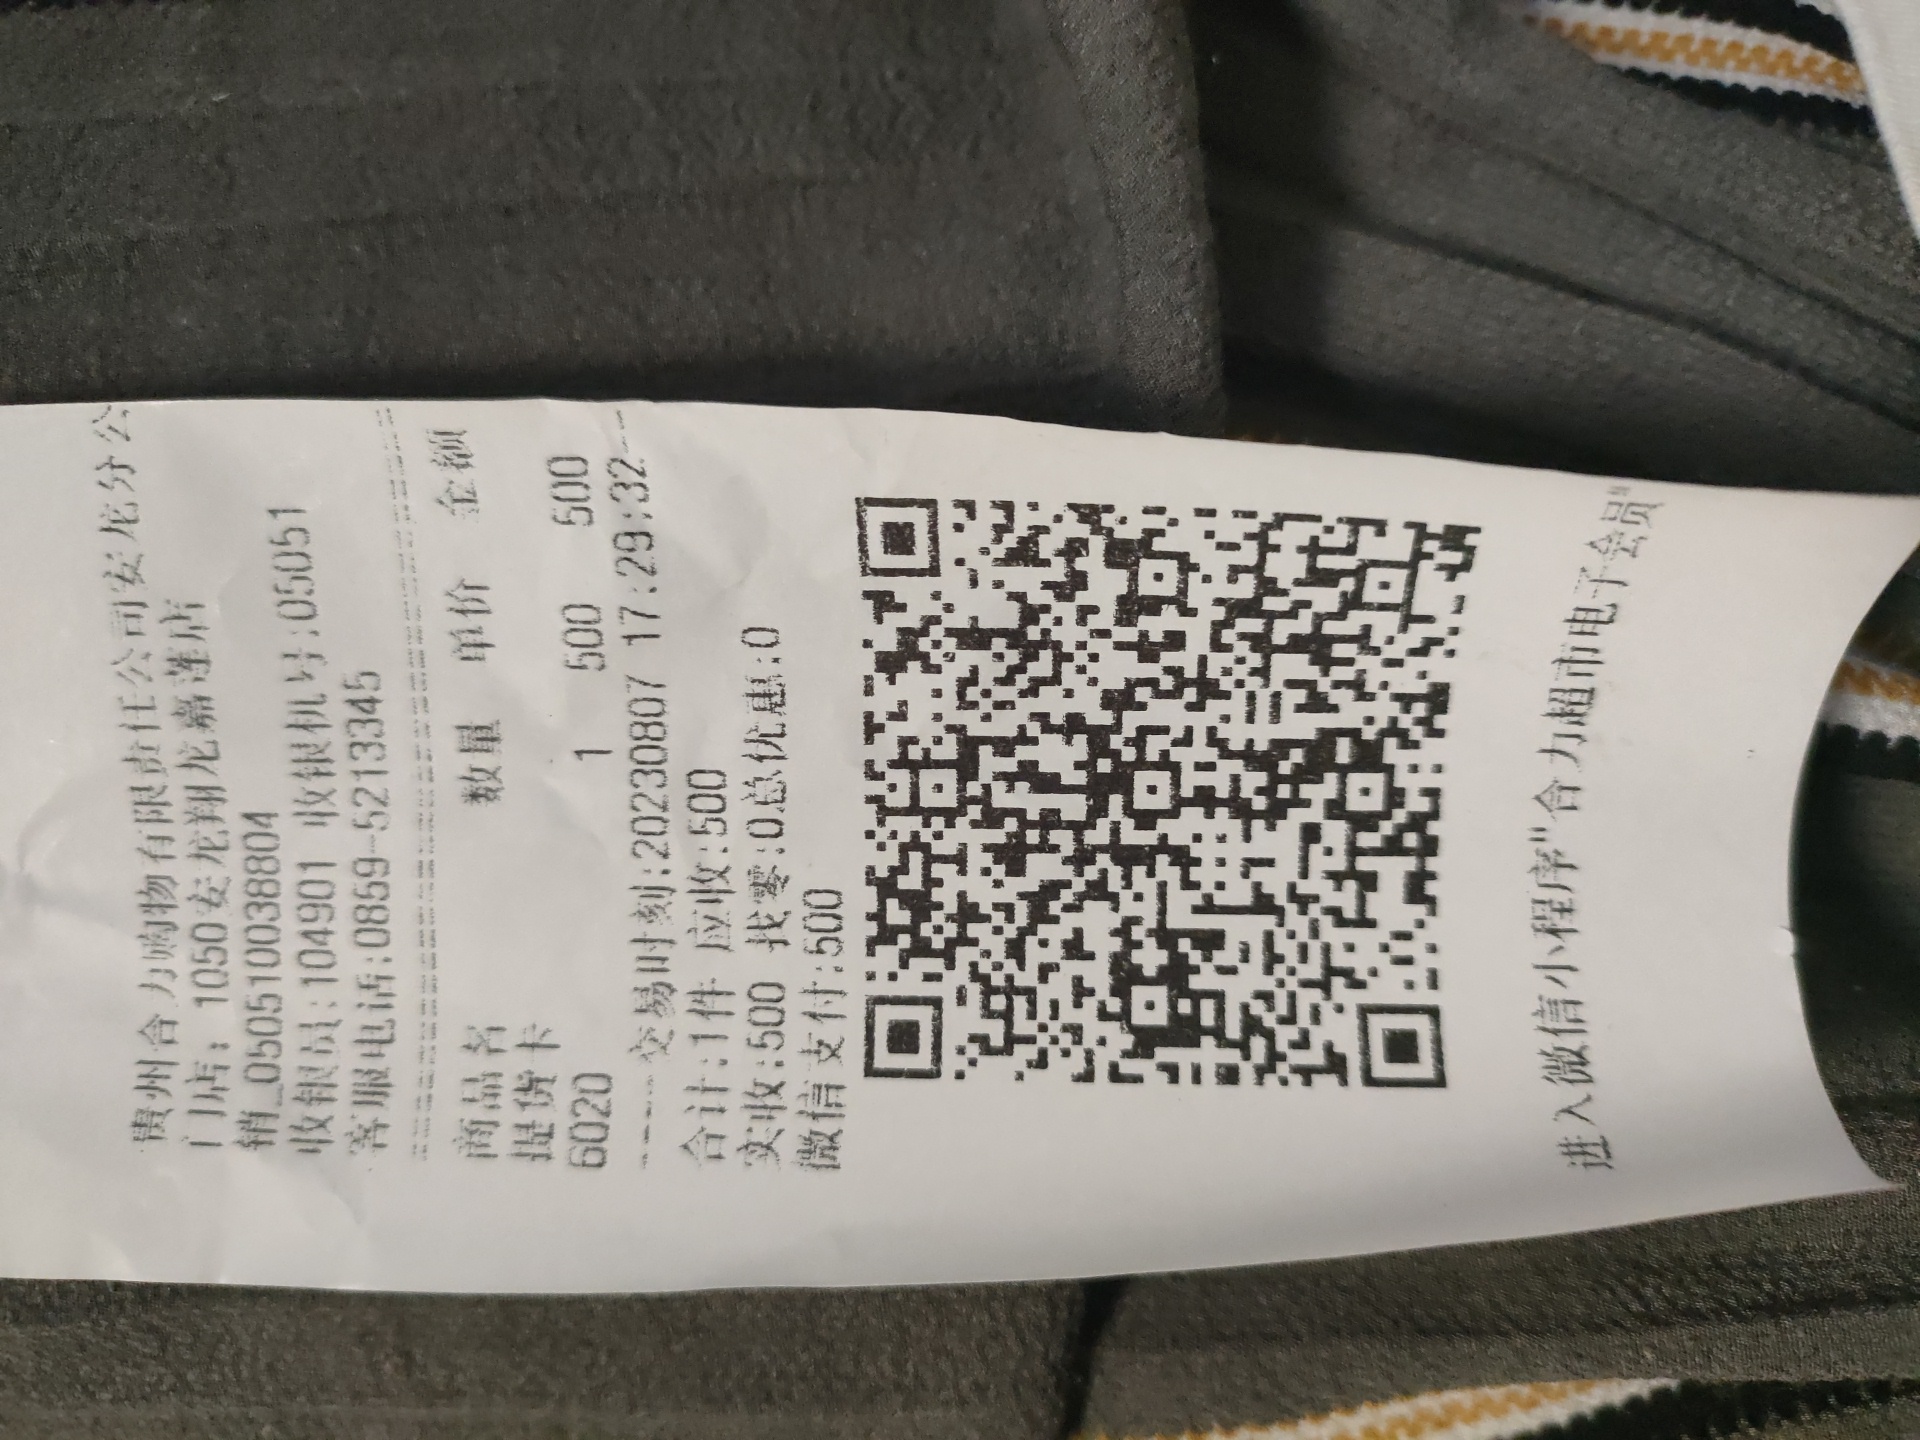 贵州合力购物有限责任公司安龙分公
门店: 1050安龙翔龙嘉莲店
销_0505100038804
收银员:104901 收银机号:05051
客服电话:0859-5213345
商品名 数量 单价 金额
提货卡
6020 1 500 500
----交易时刻:20230807 17:29:32--
合计:1件 应收:500
实收:500 找零:0总优惠:0
微信支付:500
进入微信小程序"合力超市电子会员"